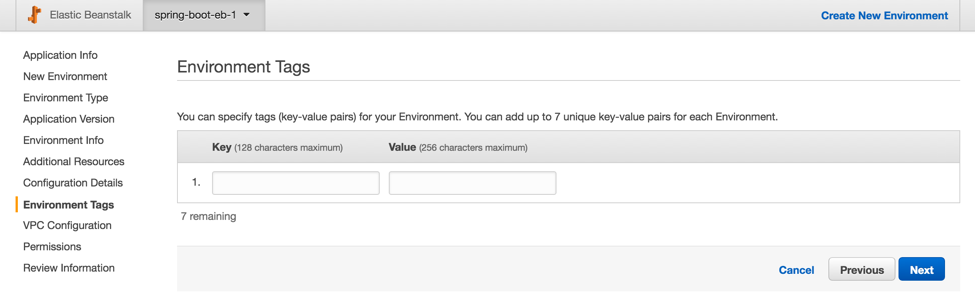 Elastic Beanstalk spring-boot-eb-1 Create New Environment
Application Info
New Environment
Environment Type
Application Version
Environment Info
Additional Resources
Configuration Details
Environment Tags
VPC Configuration
Permissions
Review Information
Environment Tags
You can specify tags (key-value pairs) for your Environment. You can add up to 7 unique key-value pairs for each Environment.
Key (128 characters maximum) Value (256 characters maximum)
1.
7 remaining
Cancel Previous Next